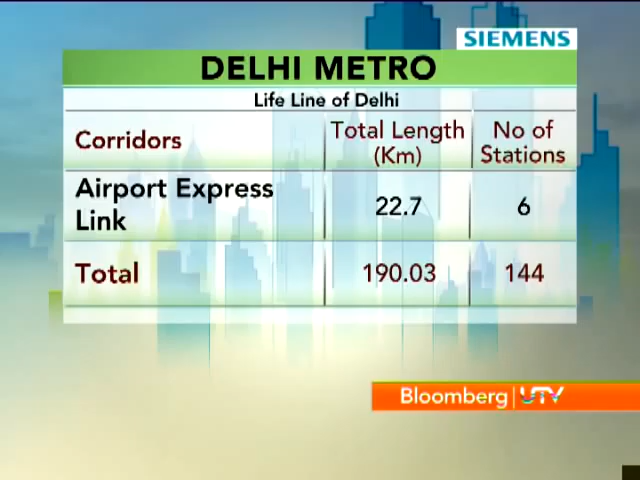 SIEMENS
DELHI METRO
Life Line of Delhi
Corridors
Total Length
(Km)
No of
Stations
Airport Express
Link
22.7
6
Total
190.03
144
Bloomberg | UTV